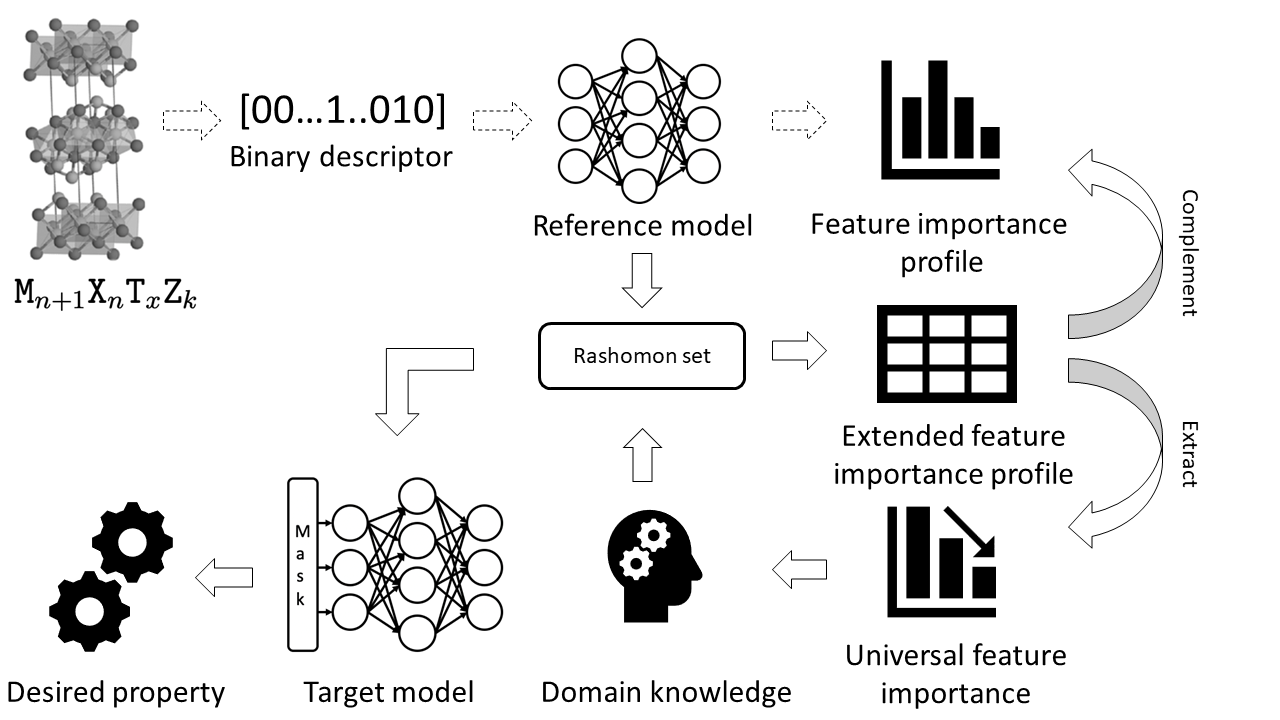 [00...1..010]
Binary descriptor
M_{n+1}X_nT_xZ_k
Reference model
Feature importance
profile
Complement
Rashomon set
Extended feature
importance profile
Extract
Mask
Desired property
Target model
Domain knowledge
Universal feature
importance